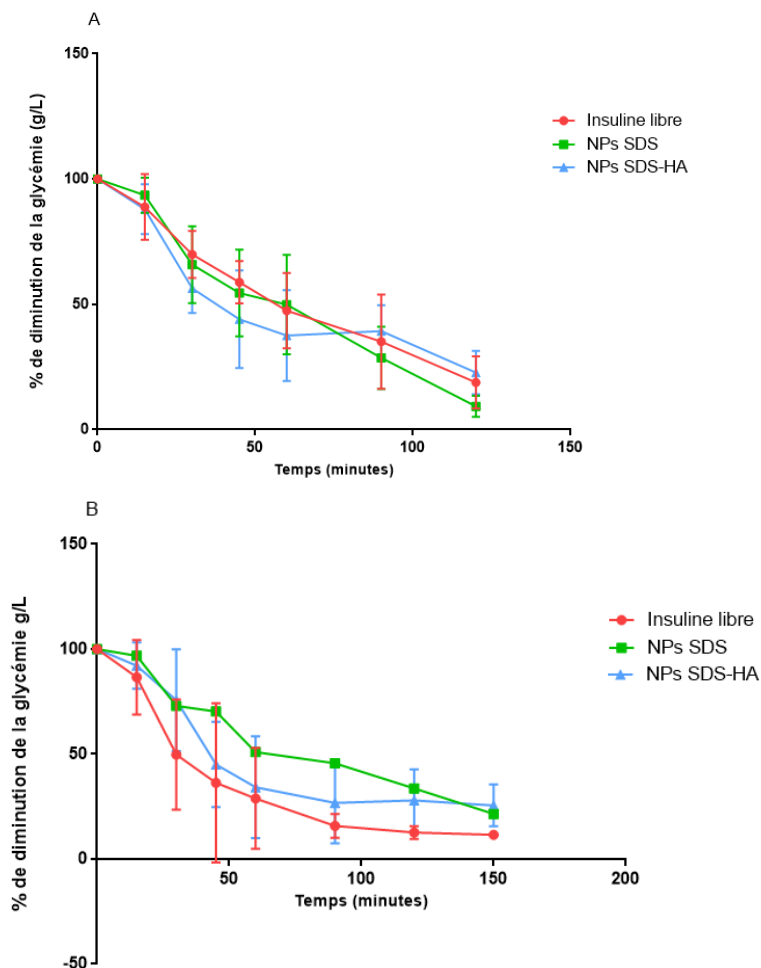 A
150
100
50
0
% de diminution de la glycémie (g/L)
0
50
100
150
Temps (minutes)
Insuline libre
NPs SDS
NPs SDS-HA
B
150
100
50
0
-50
% de diminution de la glycémie g/L
50
100
150
200
Temps (minutes)
Insuline libre
NPs SDS
NPs SDS-HA